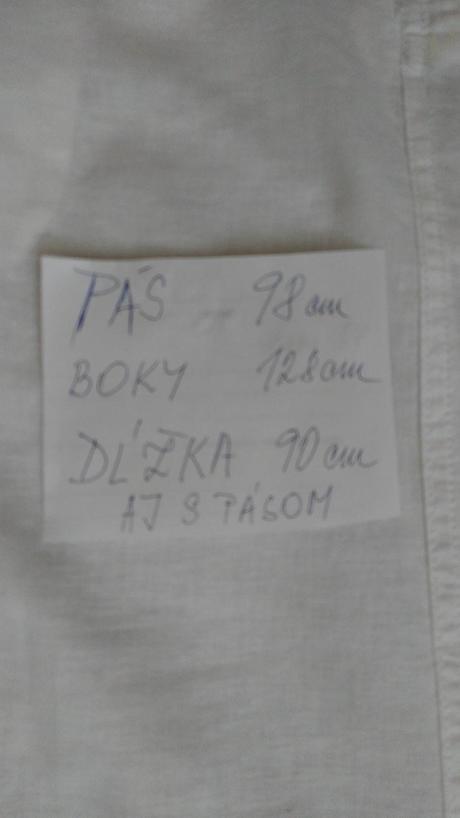 PÁS 98 cm
BOKY 128 cm
DĹŽKA 90 cm
AJ S PÁSOM